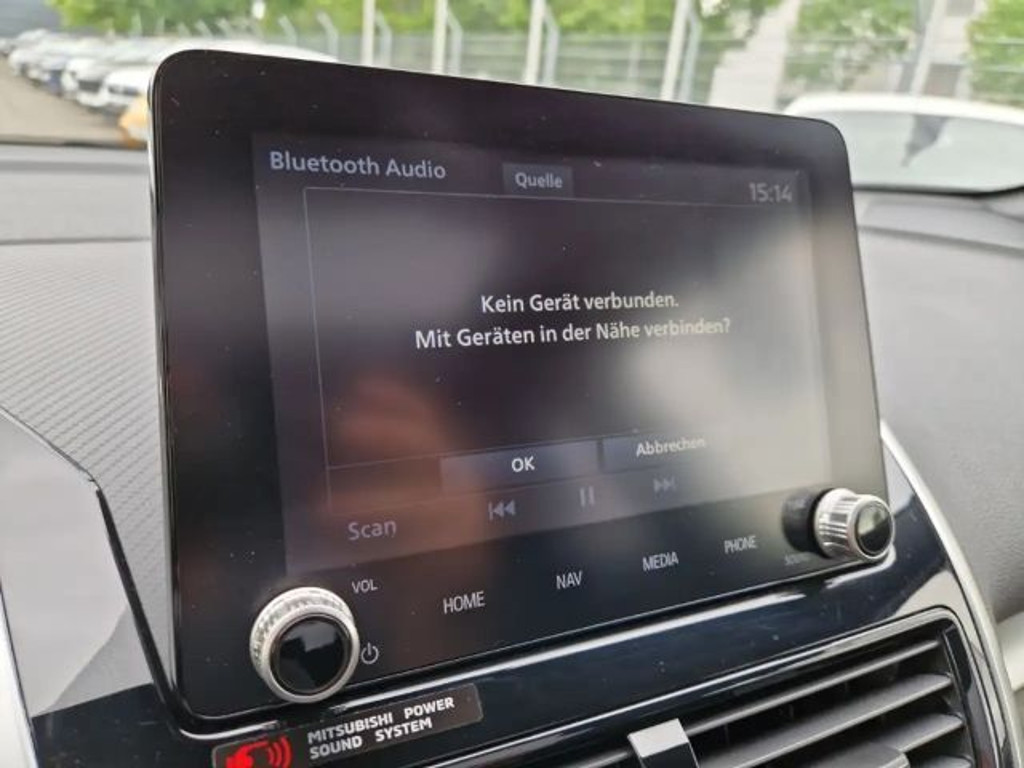 Bluetooth Audio
Quelle
15:14
Kein Gerät verbunden.
Mit Geräten in der Nähe verbinden?
OK
Abbrechen
Scan
VOL
HOME
NAV
MEDIA
PHONE
MITSUBISHI POWER
SOUND SYSTEM